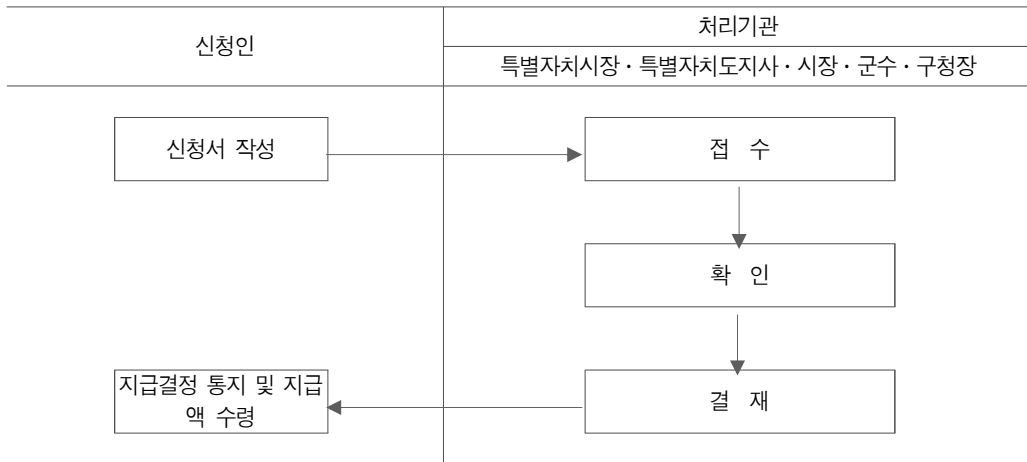 신청인
처리기관
특별자치시장·특별자치도지사·시장·군수·구청장
신청서 작성
접 수
확 인
지급결정 통지 및 지급
액 수령
결 재